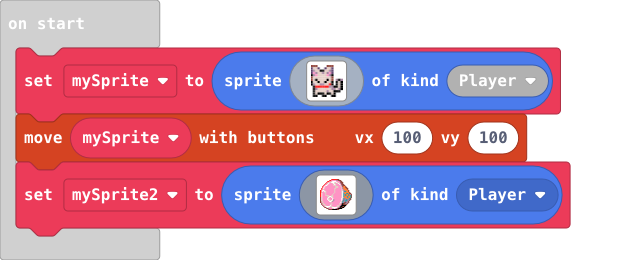 on start
set mySprite to sprite of kind Player
move mySprite with buttons vx 100 vy 100
set mySprite2 to sprite of kind Player